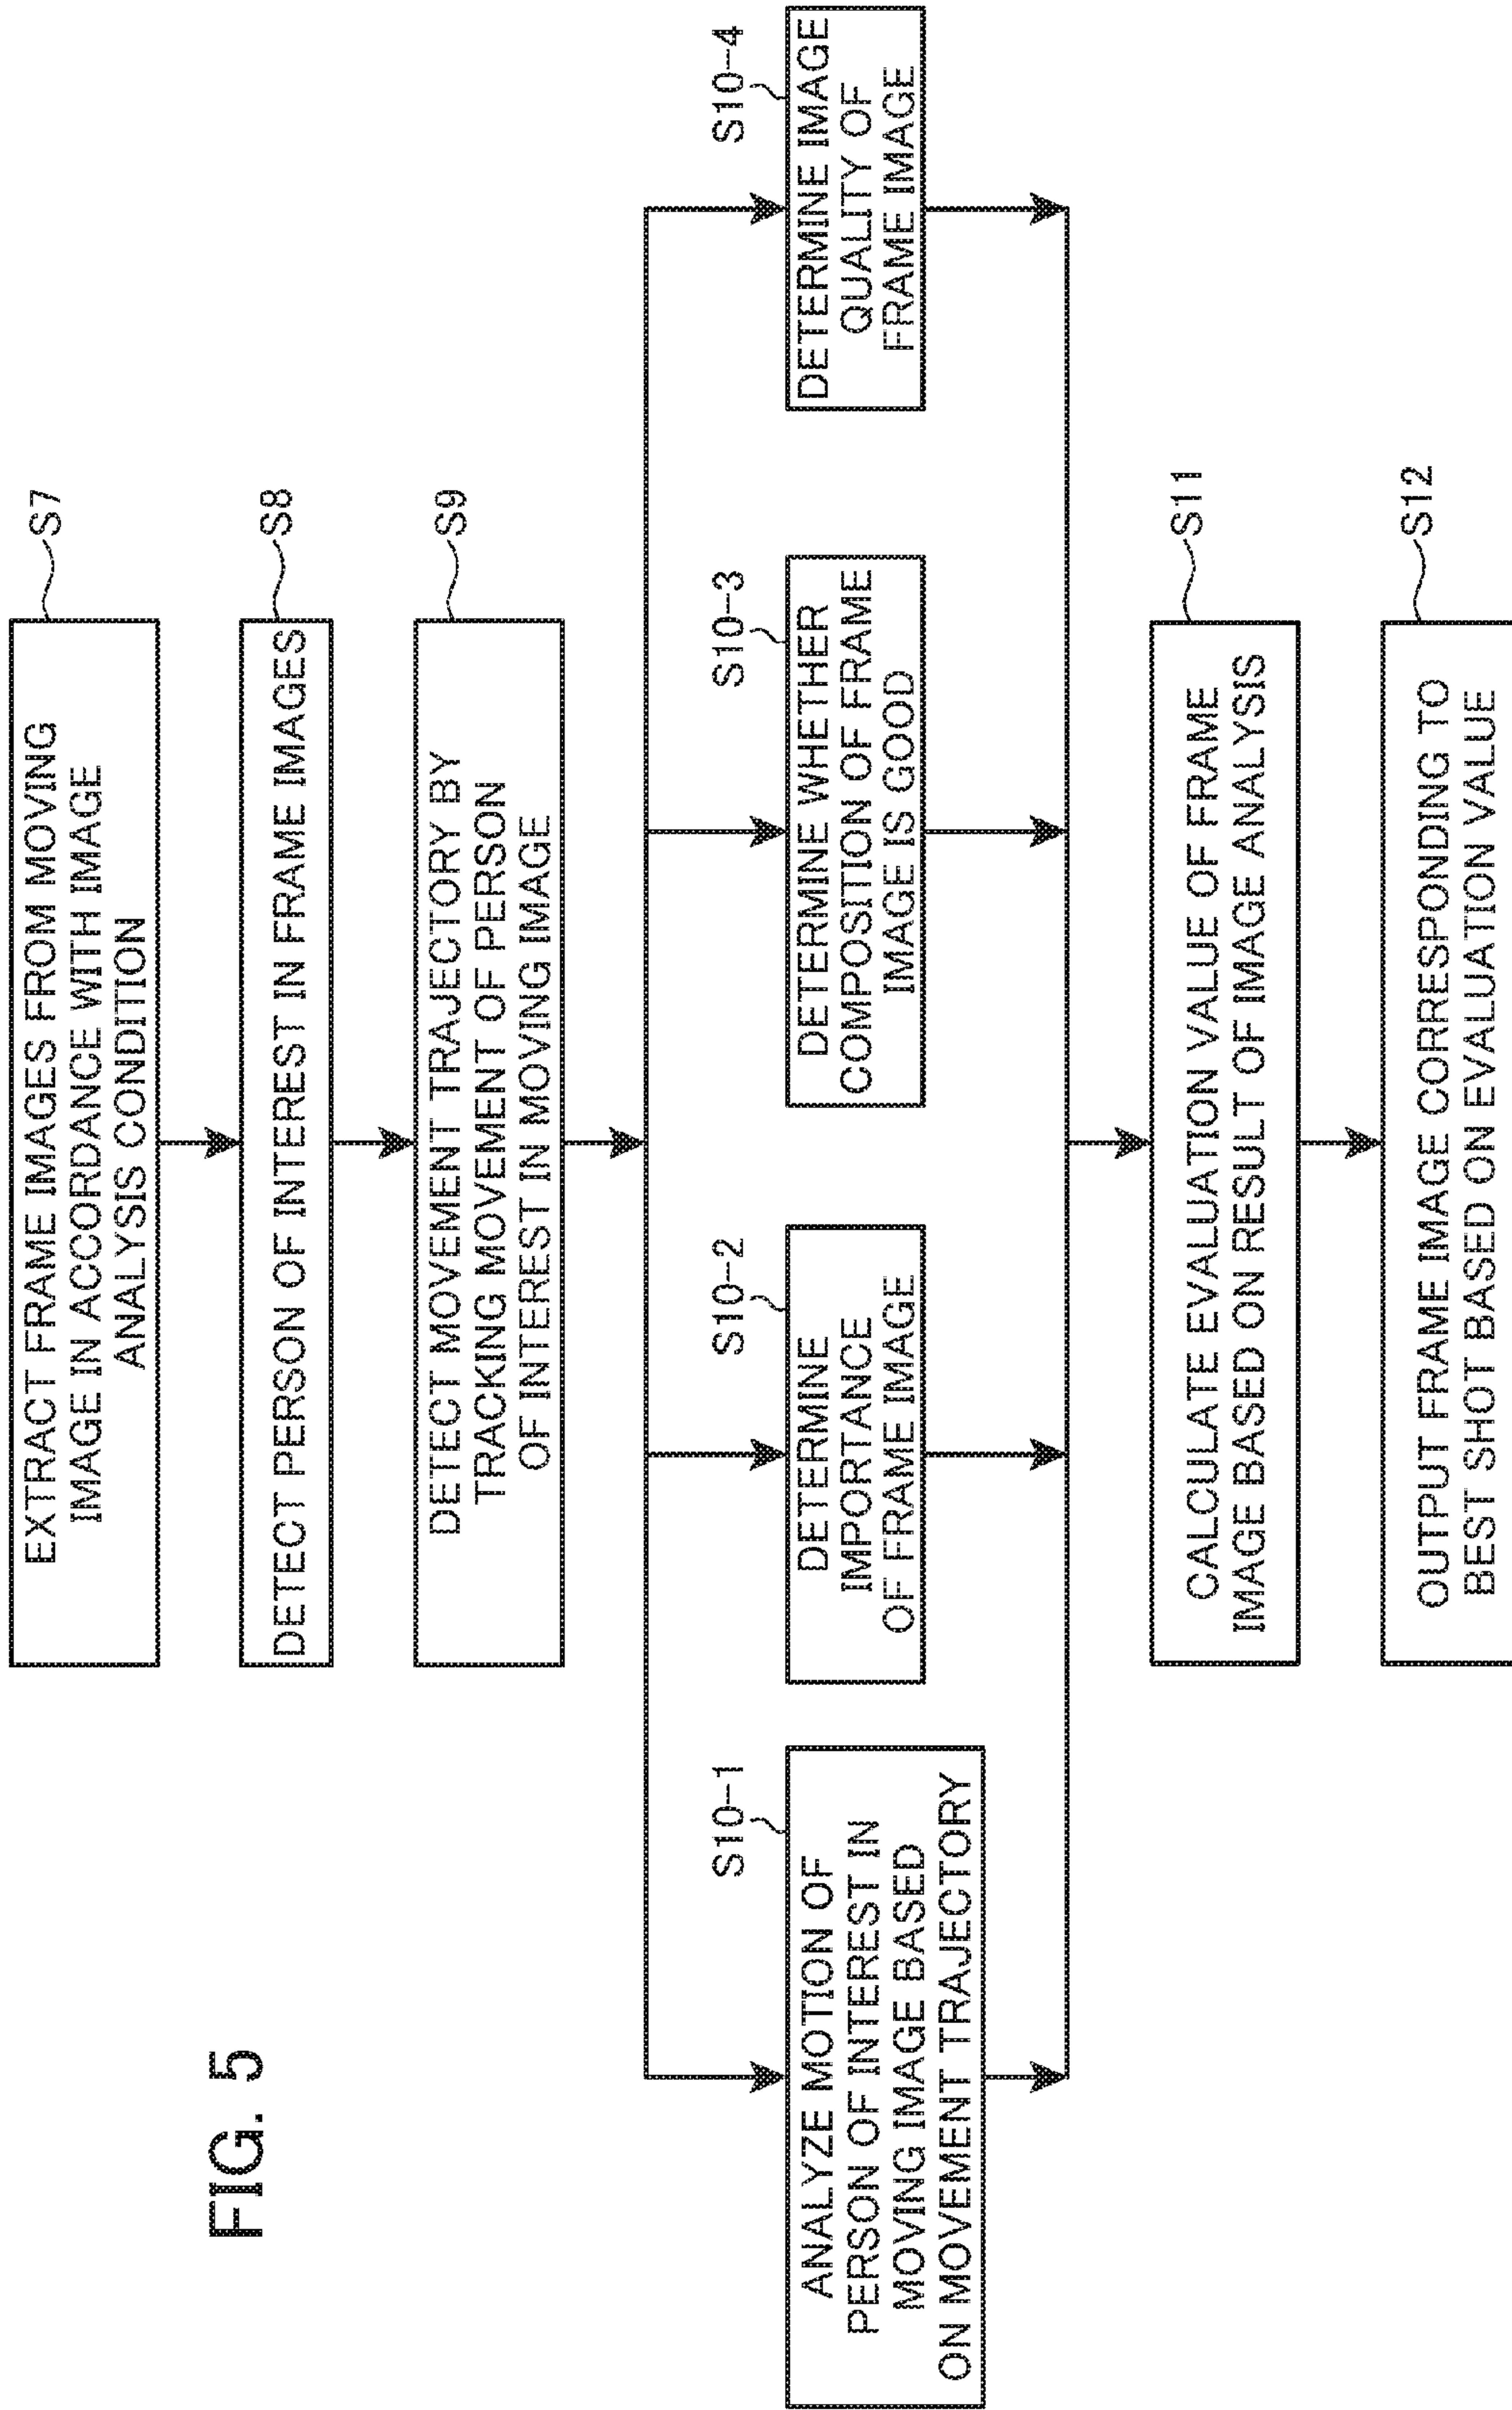 FIG. 5
EXTRACT FRAME IMAGES FROM MOVING
IMAGE IN ACCORDANCE WITH IMAGE
ANALYSIS CONDITION
S7
DETECT PERSON OF INTEREST IN FRAME IMAGES
S8
DETECT MOVEMENT TRAJECTORY BY
TRACKING MOVEMENT OF PERSON
OF INTEREST IN MOVING IMAGE
S9
S10-1
ANALYZE MOTION OF
PERSON OF INTEREST IN
MOVING IMAGE BASED
ON MOVEMENT TRAJECTORY
S10-2
DETERMINE
IMPORTANCE
OF FRAME IMAGE
S10-3
DETERMINE WHETHER
COMPOSITION OF FRAME
IMAGE IS GOOD
S10-4
DETERMINE IMAGE
QUALITY OF
FRAME IMAGE
CALCULATE EVALUATION VALUE OF FRAME
IMAGE BASED ON RESULT OF IMAGE ANALYSIS
S11
OUTPUT FRAME IMAGE CORRESPONDING TO
BEST SHOT BASED ON EVALUATION VALUE
S12